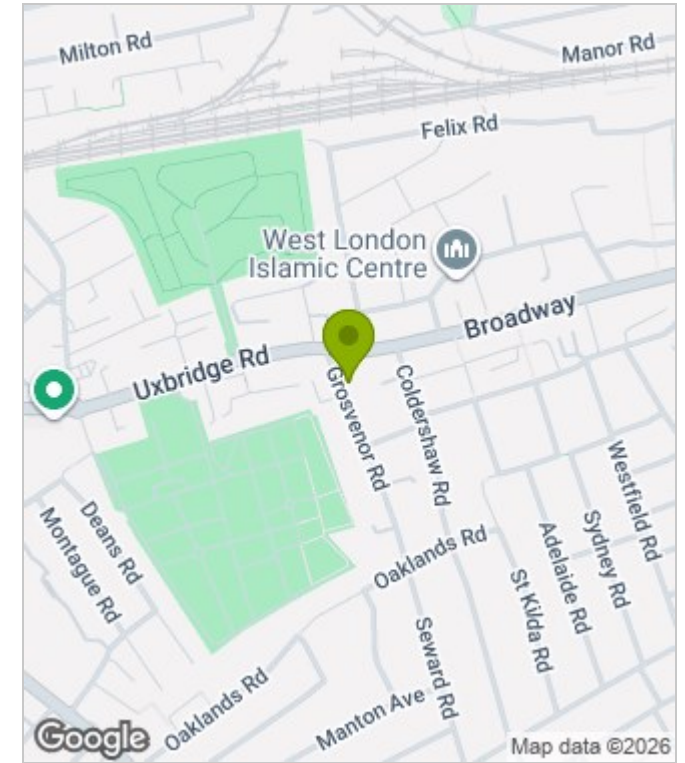 Milton Rd
Manor Rd
Felix Rd
West London
Islamic Centre
Broadway
Uxbridge Rd
Grosvenor Rd
Coldershaw Rd
Westfield Rd
Deans Rd
Montague Rd
Sydney Rd
Adelaide Rd
Oaklands Rd
St Kilda Rd
Seward Rd
Oaklands Rd
Manton Ave
Google
Map data ©2026